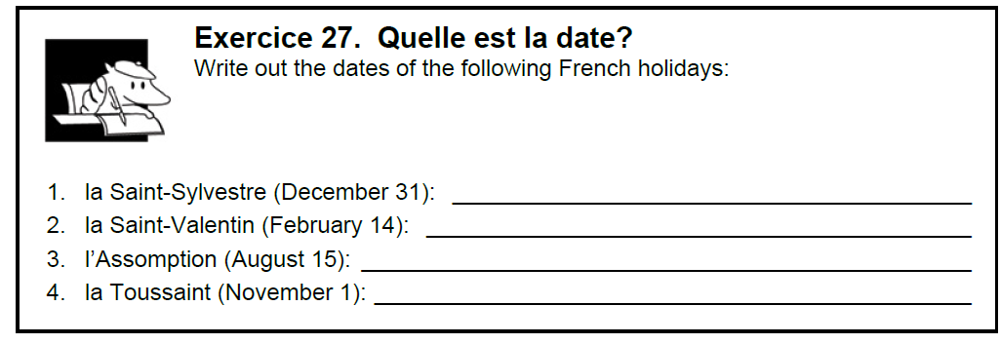 Exercice 27. Quelle est la date?
Write out the dates of the following French holidays:
1. la Saint-Sylvestre (December 31):
2. la Saint-Valentin (February 14):
3. l’Assomption (August 15):
4. la Toussaint (November 1):